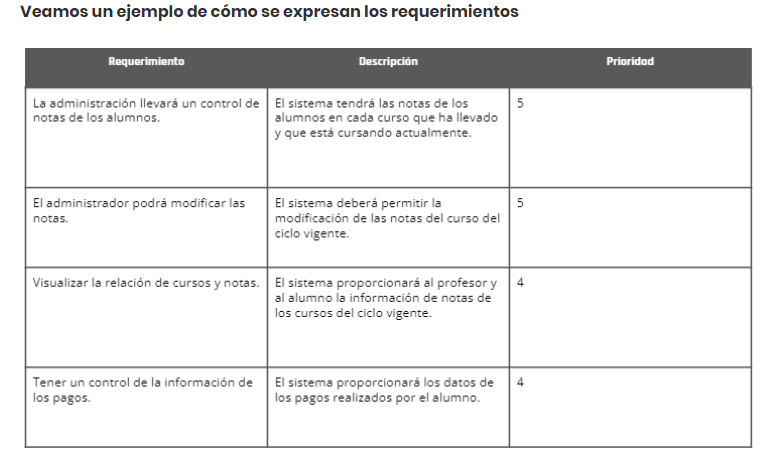 Veamos un ejemplo de cómo se expresan los requerimientos
Requerimiento Descripción Prioridad
La administración llevará un control de
notas de los alumnos.
El sistema tendrá las notas de los
alumnos en cada curso que ha llevado
y que está cursando actualmente.
5
El administrador podrá modificar las
notas.
El sistema deberá permitir la
modificación de las notas del curso del
ciclo vigente.
5
Visualizar la relación de cursos y notas.
El sistema proporcionará al profesor y
al alumno la información de notas de
los cursos del ciclo vigente.
4
Tener un control de la información de
los pagos.
El sistema proporcionará los datos de
los pagos realizados por el alumno.
4